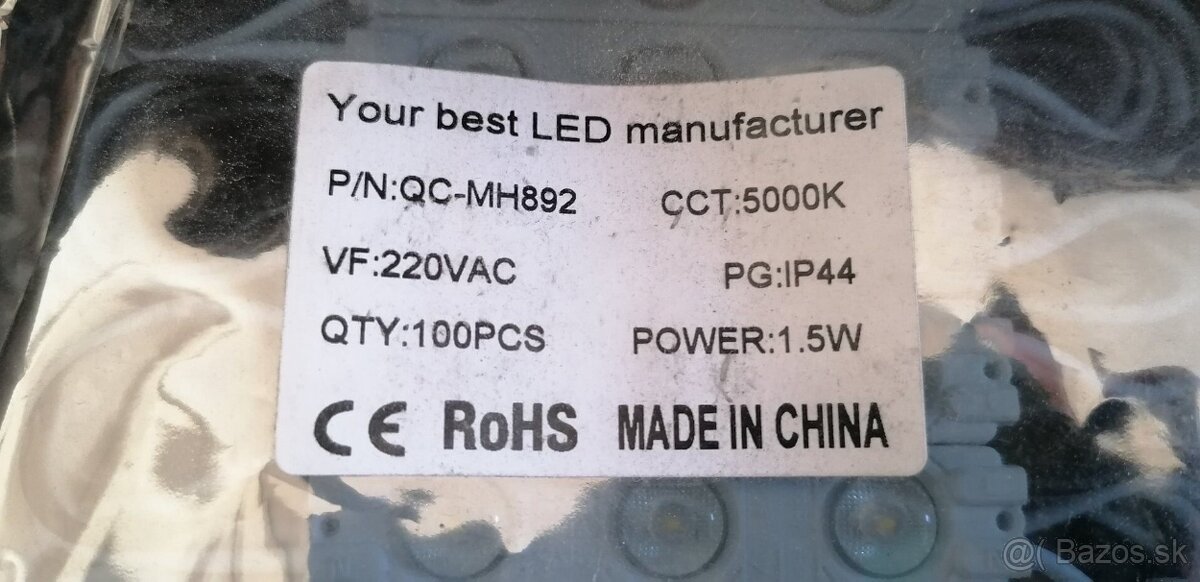 Your best LED manufacturer
P/N:QC-MH892 CCT:5000K
VF:220VAC PG:IP44
QTY:100PCS POWER:1.5W
CE RoHS MADE IN CHINA
@( Bazos.sk